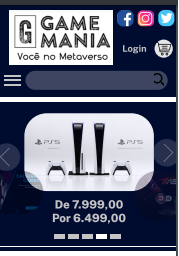 G GAME
MANIA
Você no Metaverso
Login
PS5
PS5
De 7.999,00
Por 6.499,00